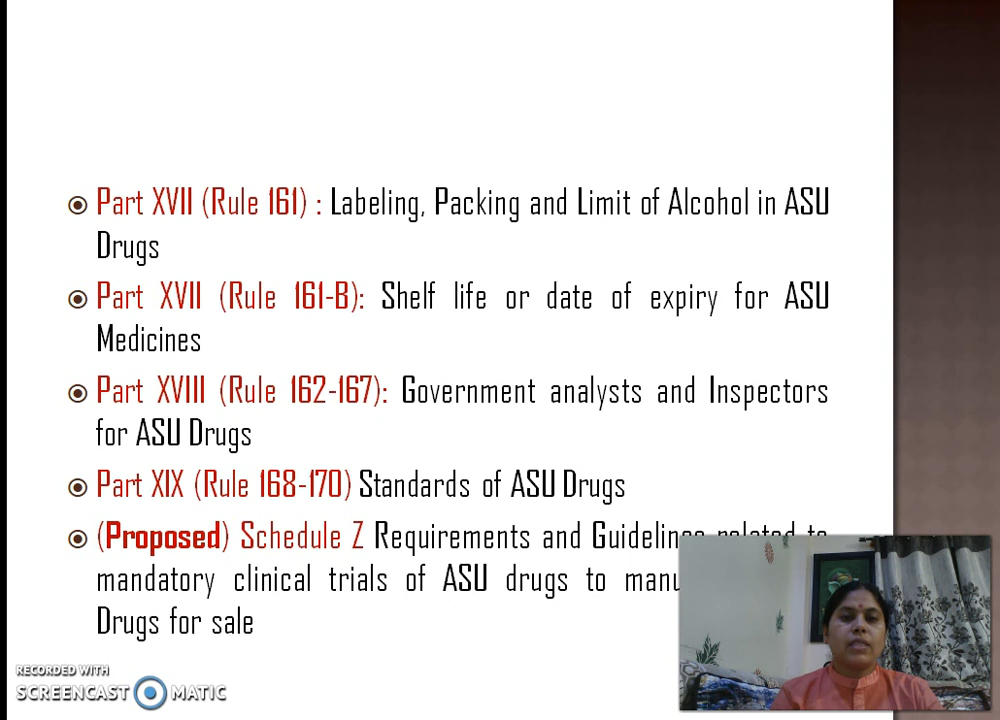 Part XVII (Rule 161) : Labeling, Packing and Limit of Alcohol in ASU
Drugs
Part XVII (Rule 161-B): Shelf life or date of expiry for ASU
Medicines
Part XVIII (Rule 162-167): Government analysts and Inspectors
for ASU Drugs
Part XIX (Rule 168-170) Standards of ASU Drugs
(Proposed) Schedule Z Requirements and Guidelines related to
mandatory clinical trials of ASU drugs to
Drugs for sale
RECORDED WITH
SCREENCAST MATIC